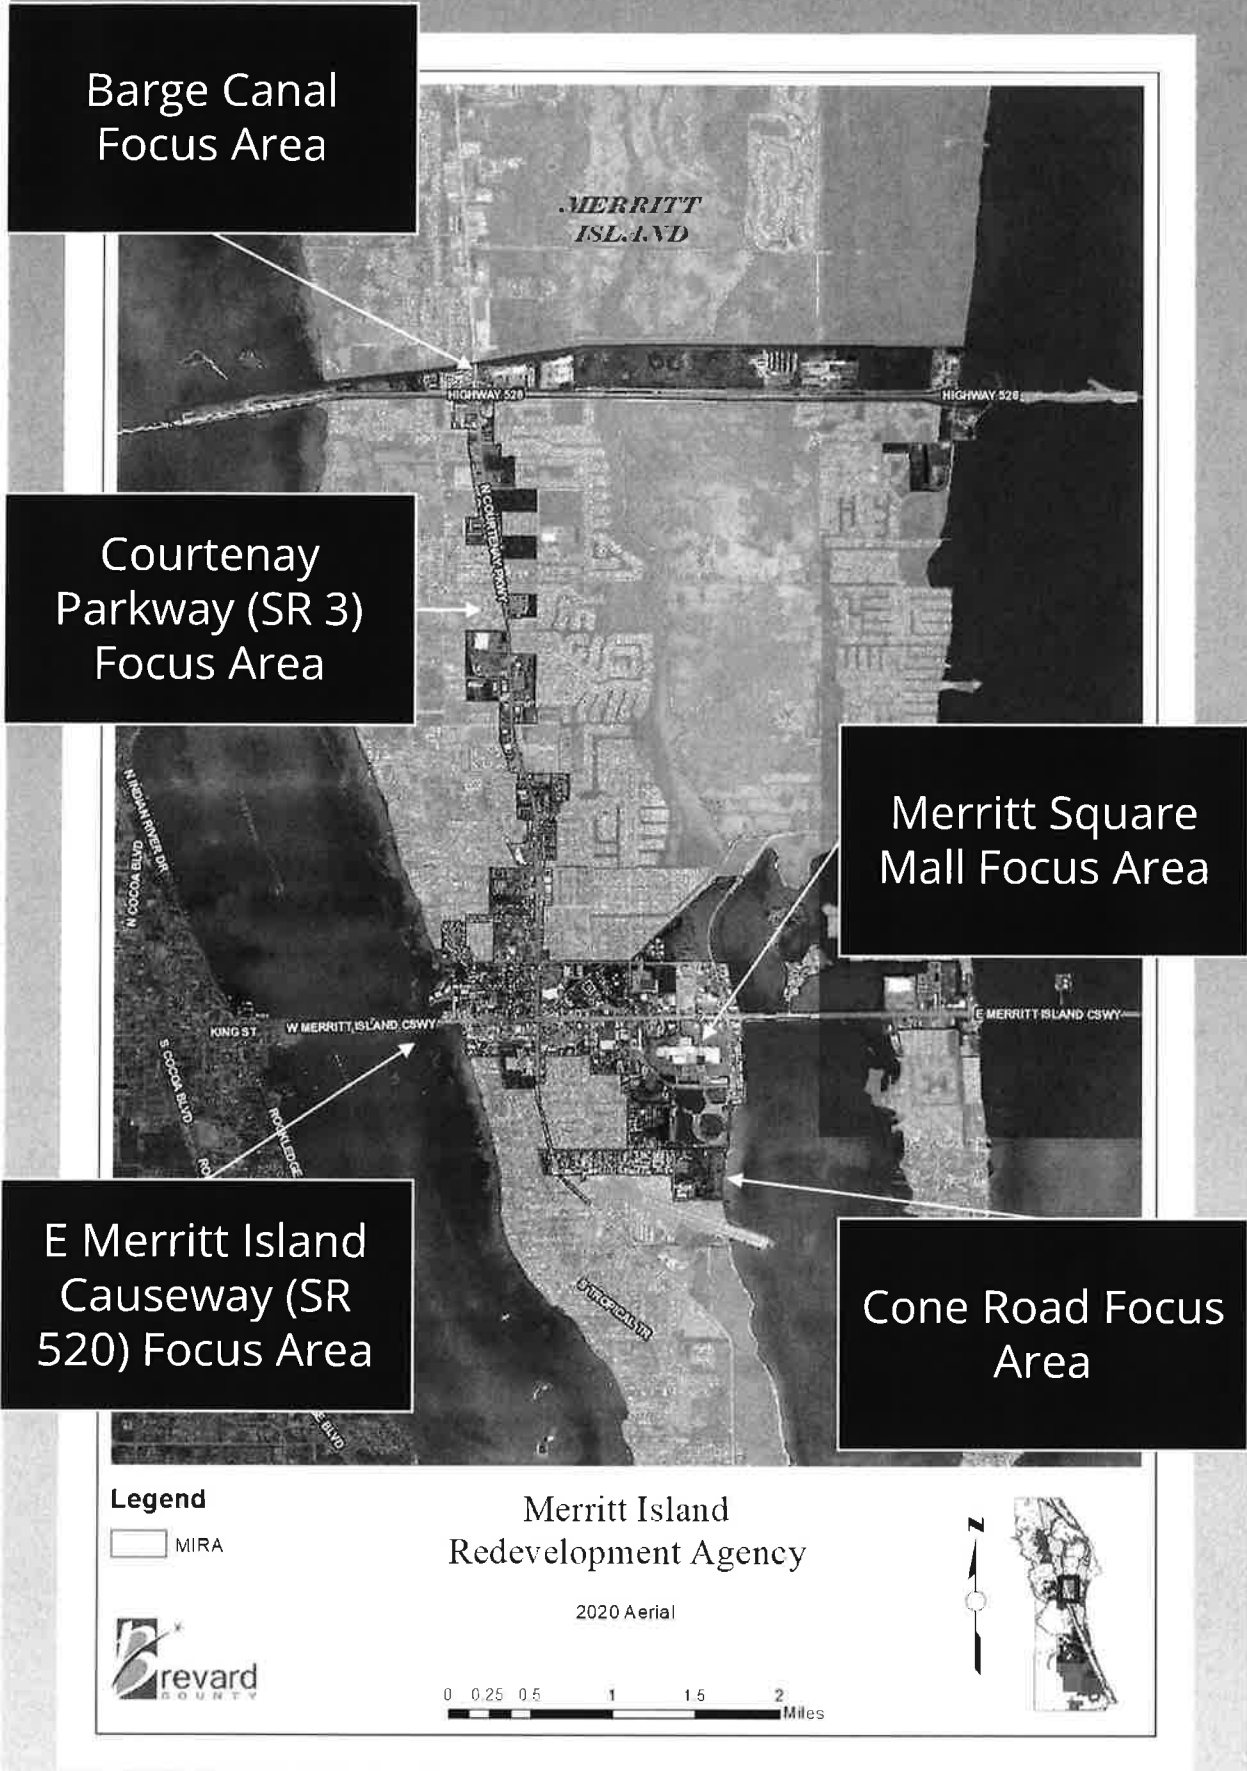 Barge Canal
Focus Area
MERRITT
ISLAND
HIGHWAY 528
HIGHWAY 528
N COURTENAY PKWY
Courtenay
Parkway (SR 3)
Focus Area
N INDIAN RIVER DR
N COCOA BLVD
Merritt Square
Mall Focus Area
KING ST
W MERRITT ISLAND CSWY
E MERRITT ISLAND CSWY
S COCOA BLVD
ROCKLEDGE
E Merritt Island
Causeway (SR
520) Focus Area
S TROPICAL TR
Cone Road Focus
Area
E BLVD
Legend
MIRA
Merritt Island
Redevelopment Agency
2020 Aerial
N
Brevard
COUNTY
0 0.25 0.5 1 1.5 2
Miles